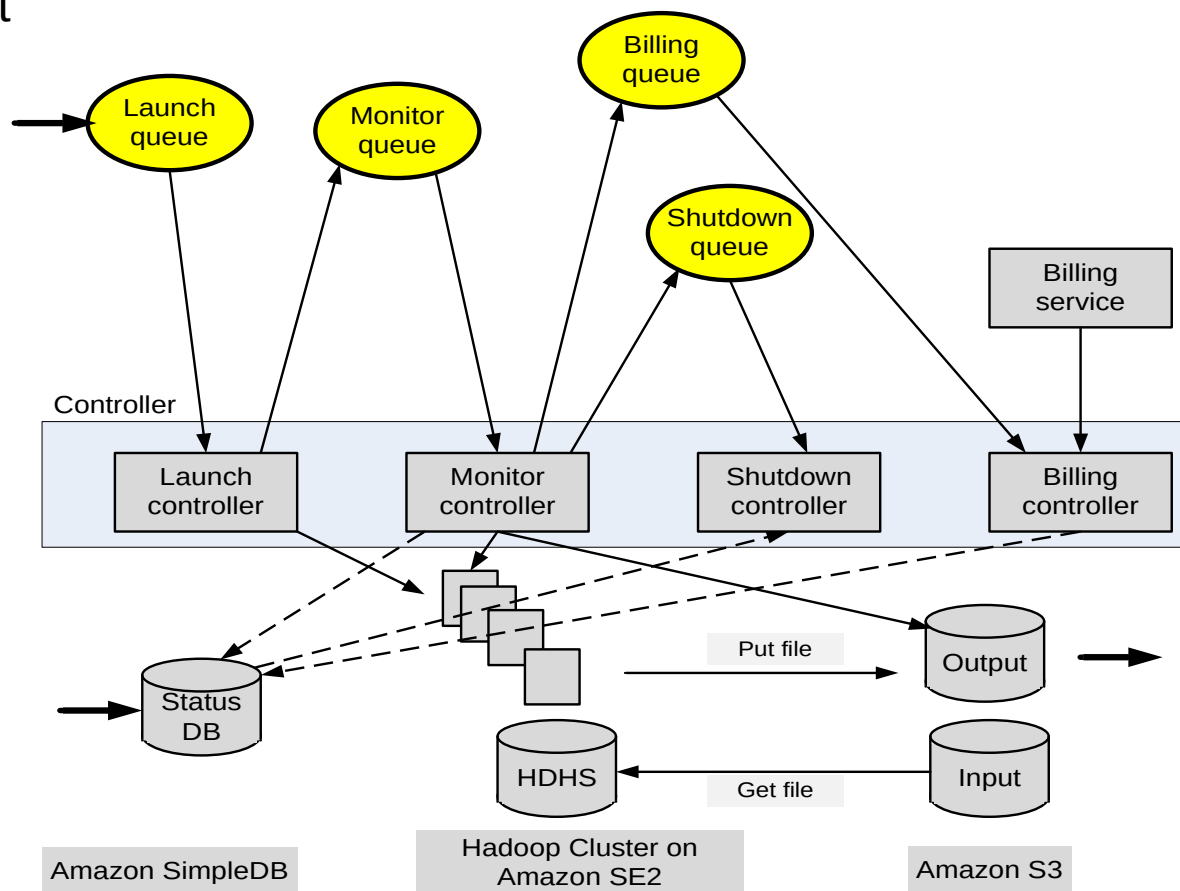 Billing
queue
Launch
queue
Monitor
queue
Shutdown
queue
Billing
service
Controller
Launch
controller
Monitor
controller
Shutdown
controller
Billing
controller
Put file
Output
Status
DB
HDHS
Get file
Input
Amazon SimpleDB
Hadoop Cluster on
Amazon SE2
Amazon S3